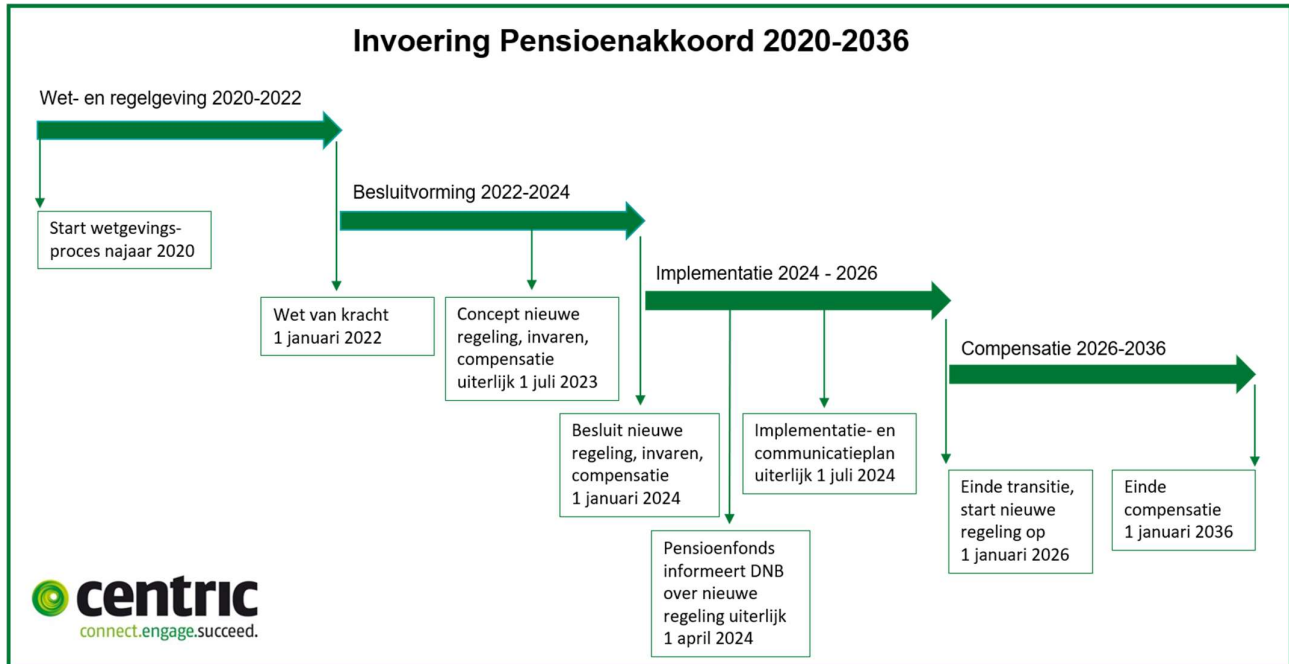 Invoering Pensioenakkoord 2020-2036
Wet- en regelgeving 2020-2022
Start wetgevings-
proces najaar 2020
Wet van kracht
1 januari 2022
Besluitvorming 2022-2024
Concept nieuwe
regeling, invaren,
compensatie
uiterlijk 1 juli 2023
Besluit nieuwe
regeling, invaren,
compensatie
1 januari 2024
Implementatie 2024 - 2026
Pensioenfonds
informeert DNB
over nieuwe
regeling uiterlijk
1 april 2024
Implementatie- en
communicatieplan
uiterlijk 1 juli 2024
Compensatie 2026-2036
Einde transitie,
start nieuwe
regeling op
1 januari 2026
Einde
compensatie
1 januari 2036
centric
connect.engage.succeed.